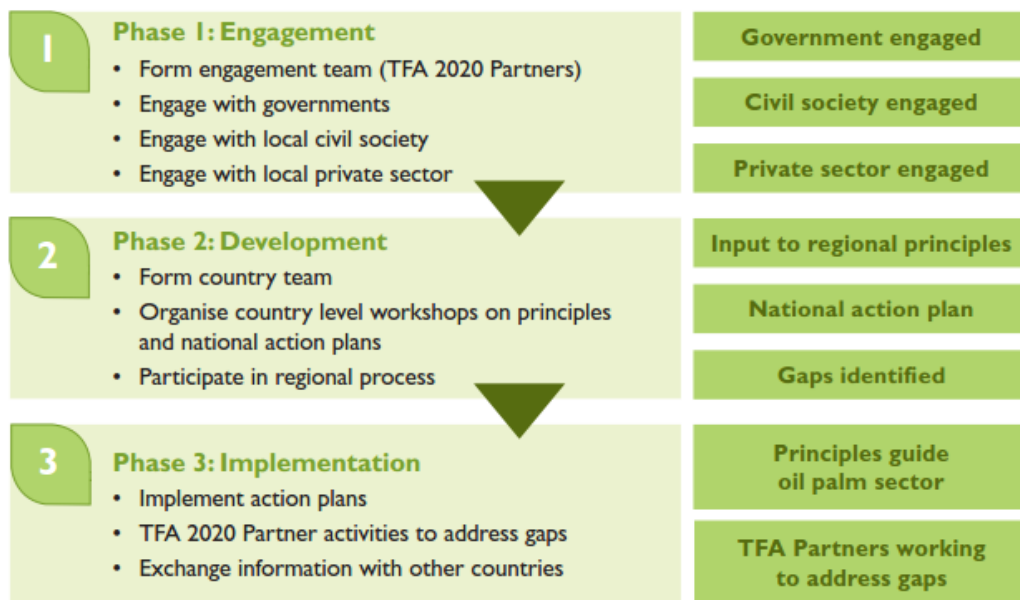 1
Phase 1: Engagement
• Form engagement team (TFA 2020 Partners)
• Engage with governments
• Engage with local civil society
• Engage with local private sector
Government engaged
Civil society engaged
Private sector engaged
2
Phase 2: Development
• Form country team
• Organise country level workshops on principles
and national action plans
• Participate in regional process
Input to regional principles
National action plan
Gaps identified
3
Phase 3: Implementation
• Implement action plans
• TFA 2020 Partner activities to address gaps
• Exchange information with other countries
Principles guide
oil palm sector
TFA Partners working
to address gaps